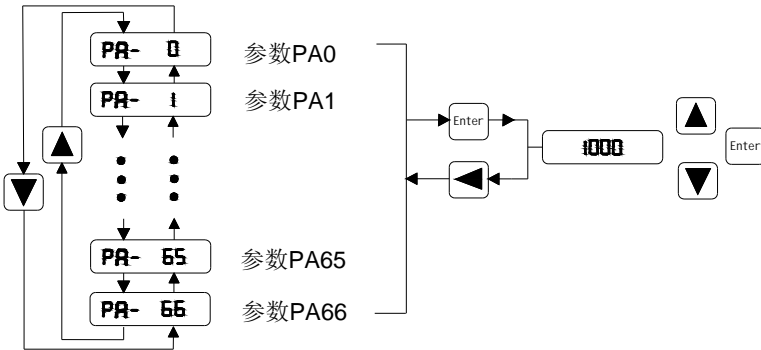 PA- 0 参数PA0
PA- 1 参数PA1
Enter
1000
Enter
PA- 65 参数PA65
PA- 66 参数PA66